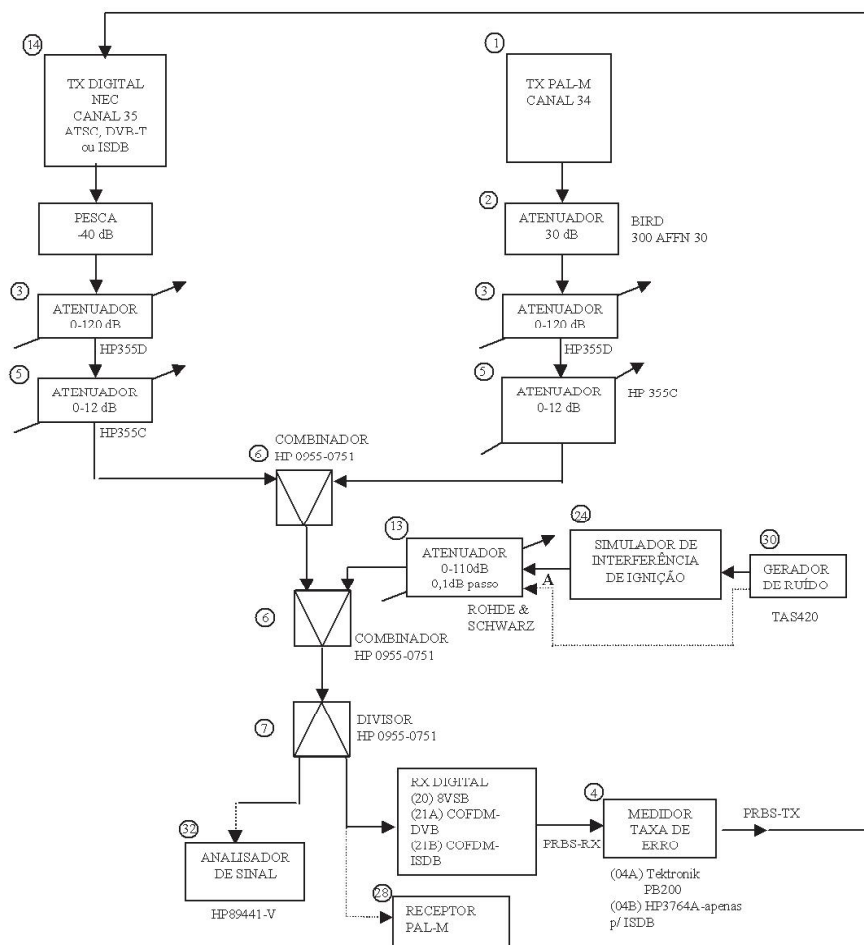 14
TX DIGITAL
NEC
CANAL 35
ATSC, DVB-T
ou ISDB
1
TX PAL-M
CANAL 34
PESCA
-40 dB
2
ATENUADOR
30 dB
BIRD
300 AFFN 30
3
ATENUADOR
0-120 dB
HP355D
3
ATENUADOR
0-120 dB
HP355D
5
ATENUADOR
0-12 dB
HP355C
5
ATENUADOR
0-12 dB
HP 355C
COMBINADOR
6
HP 0955-0751
13
ATENUADOR
0-110dB
0,1dB passo
ROHDE &
SCHWARZ
A
24
SIMULADOR DE
INTERFERÊNCIA
DE IGNIÇÃO
30
GERADOR
DE RUÍDO
TAS420
6
COMBINADOR
HP 0955-0751
7
DIVISOR
HP 0955-0751
RX DIGITAL
(20) 8VSB
(21A) COFDM-
DVB
(21B) COFDM-
ISDB
PRBS-RX
4
MEDIDOR
TAXA DE
ERRO
PRBS-TX
(04A) Tektronik
PB200
(04B) HP3764A-apenas
p/ ISDB
32
ANALISADOR
DE SINAL
HP89441-V
28
RECEPTOR
PAL-M